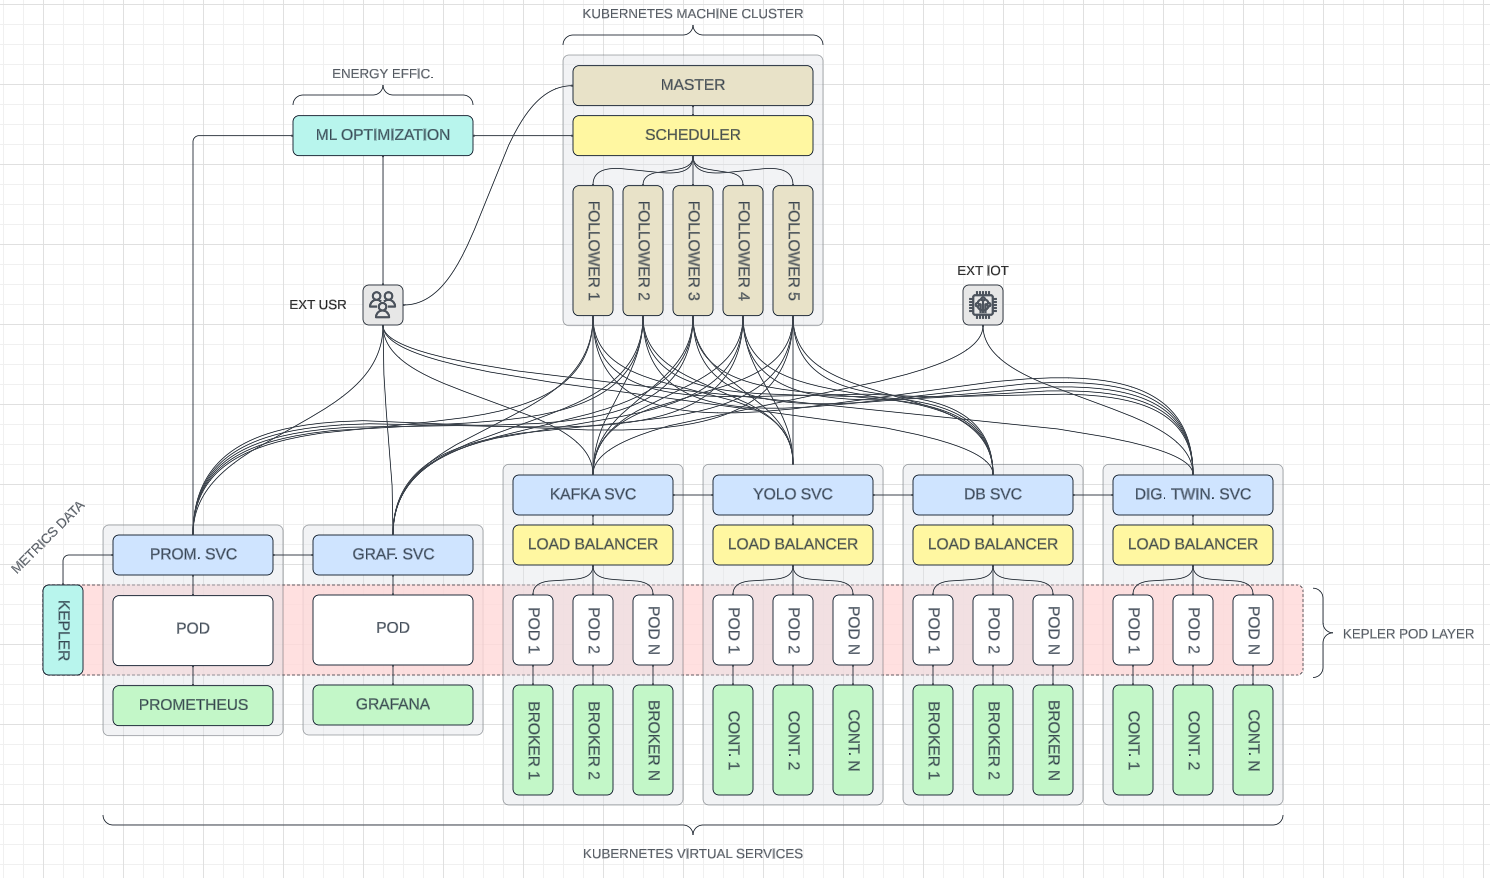 KUBERNETES MACHINE CLUSTER
ENERGY EFFIC.
MASTER
ML OPTIMIZATION
SCHEDULER
FOLLOWER 1
FOLLOWER 2
FOLLOWER 3
FOLLOWER 4
FOLLOWER 5
EXT USR
EXT IOT
KAFKA SVC
YOLO SVC
DB SVC
DIG. TWIN. SVC
METRICS DATA
PROM. SVC
GRAF. SVC
LOAD BALANCER
LOAD BALANCER
LOAD BALANCER
LOAD BALANCER
KEPLER
POD
POD
POD 1
POD 2
POD N
POD 1
POD 2
POD N
POD 1
POD 2
POD N
POD 1
POD 2
POD N
KEPLER POD LAYER
PROMETHEUS
GRAFANA
BROKER 1
BROKER 2
BROKER N
CONT. 1
CONT. 2
CONT. N
BROKER 1
BROKER 2
BROKER N
CONT. 1
CONT. 2
CONT. N
KUBERNETES VIRTUAL SERVICES